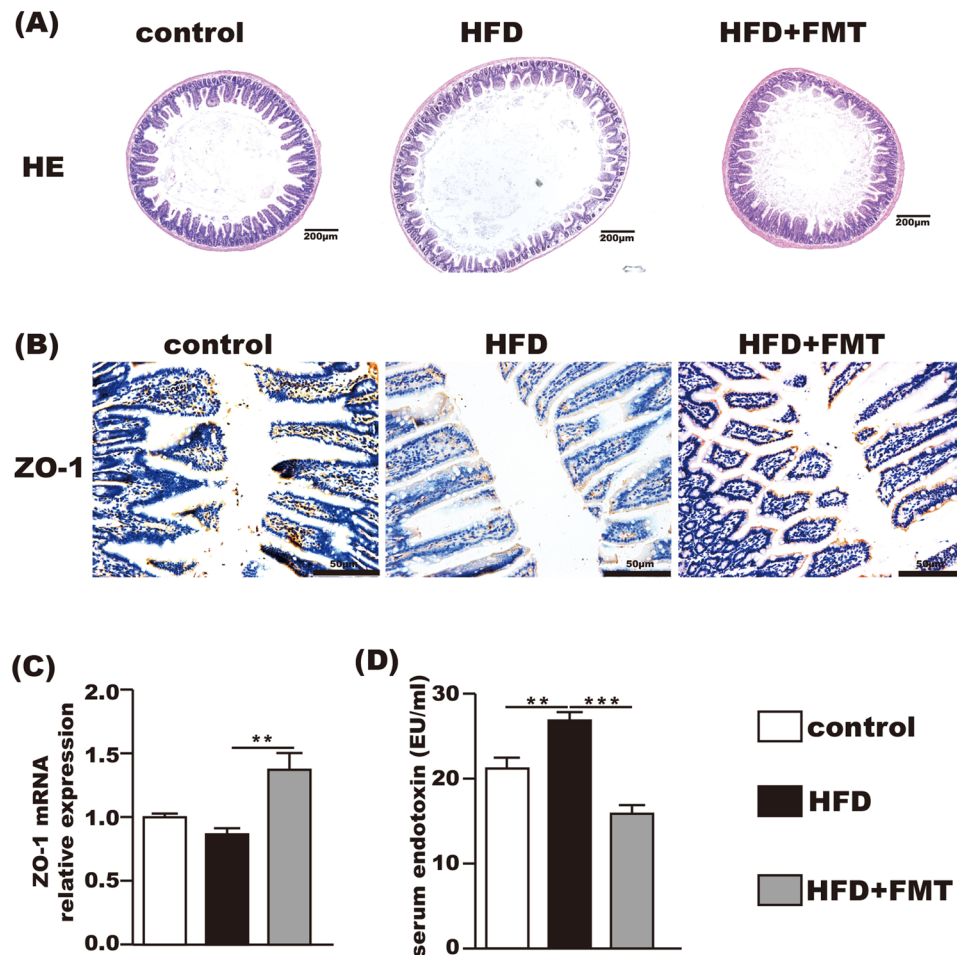 (A)
control HFD HFD+FMT
HE
200μm 200μm 200μm
(B)
control HFD HFD+FMT
ZO-1
50μm 50μm 50μm
(C)
ZO-1 mRNA
relative expression
2.0
1.5
1.0
0.5
0.0
**
(D)
serum endotoxin (EU/ml)
30
20
10
0
** ***
control
HFD
HFD+FMT